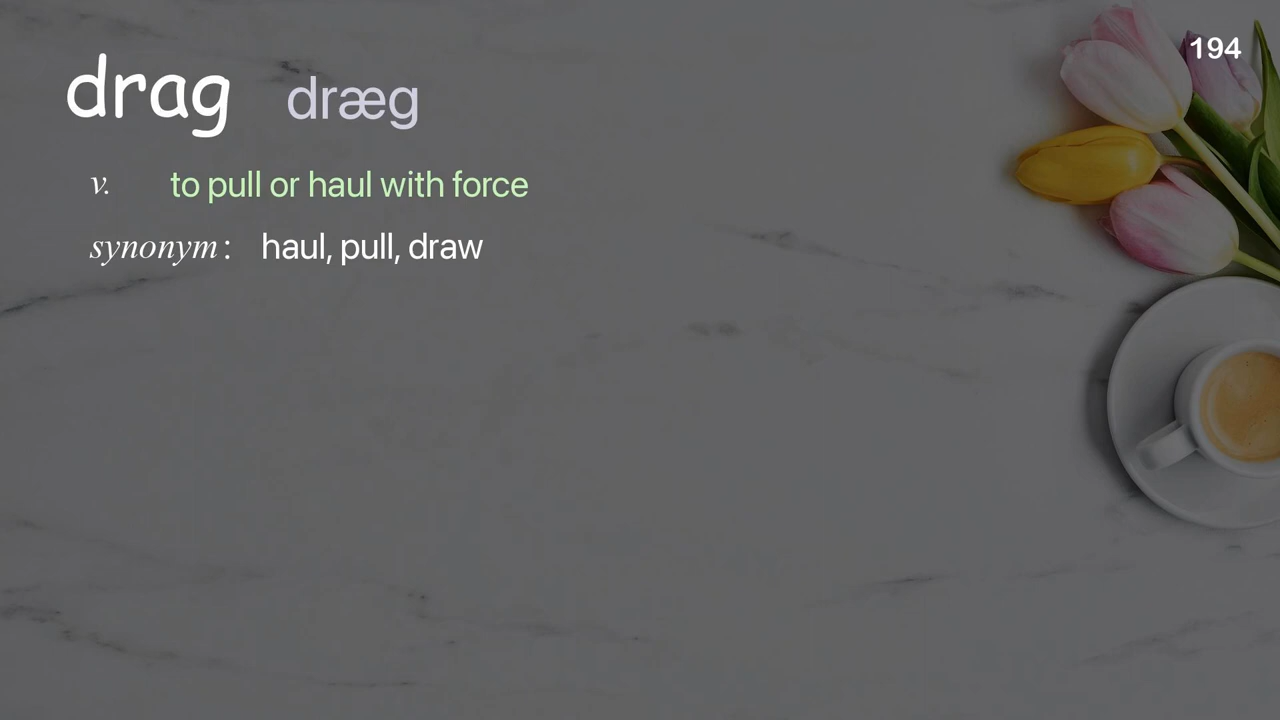 194
drag dræg
v. to pull or haul with force
synonym: haul, pull, draw